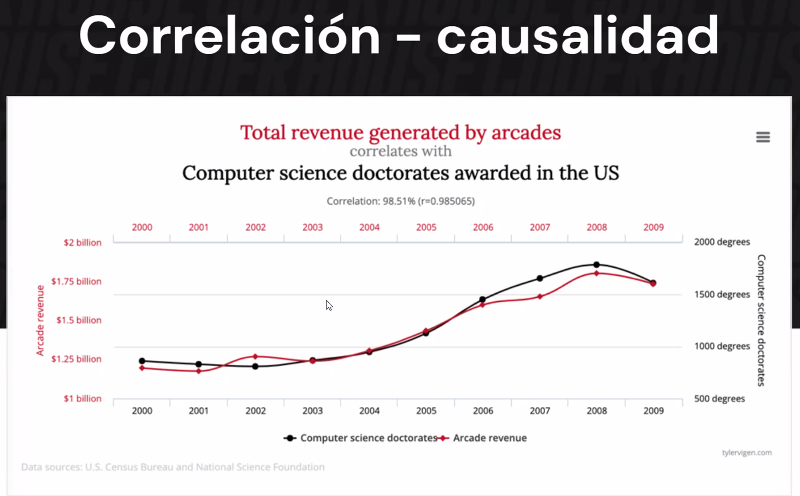 Correlación - causalidad
Total revenue generated by arcades
correlates with
Computer science doctorates awarded in the US
Correlation: 98.51% (r=0.985065)
2000 2001 2002 2003 2004 2005 2006 2007 2008 2009
$2 billion
$1.75 billion
$1.5 billion
$1.25 billion
$1 billion
Arcade revenue
2000 degrees
1500 degrees
1000 degrees
500 degrees
Computer science doctorates
2000 2001 2002 2003 2004 2005 2006 2007 2008 2009
Computer science doctorates Arcade revenue
tylervigen.com
Data sources: U.S. Census Bureau and National Science Foundation